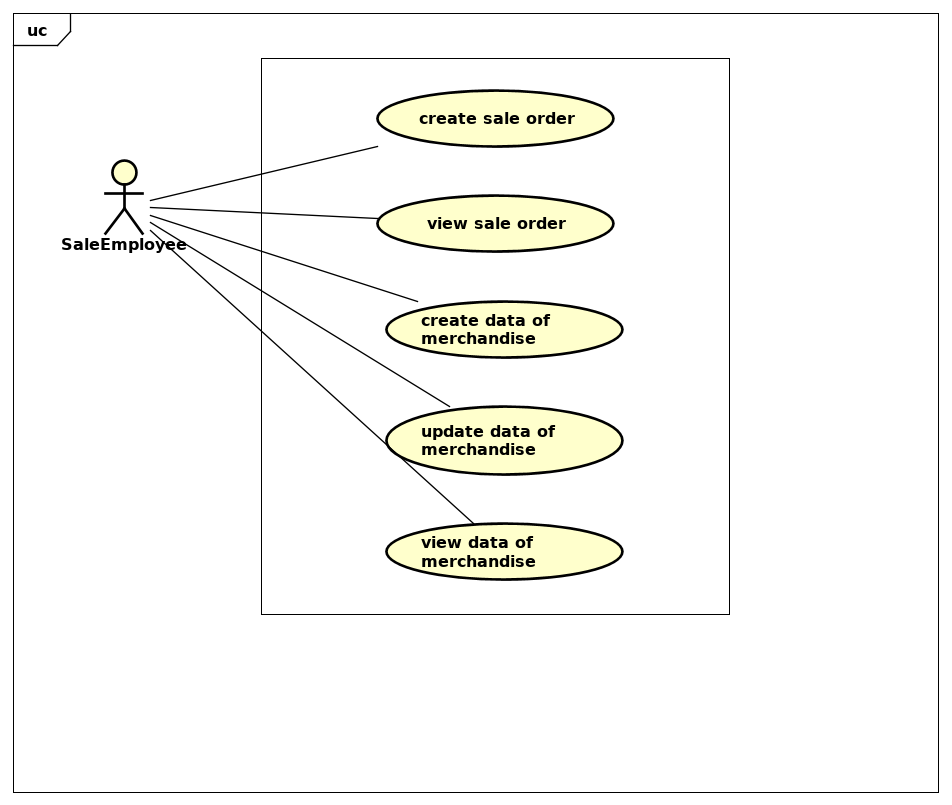 uc
create sale order
view sale order
SaleEmployee
create data of
merchandise
update data of
merchandise
view data of
merchandise